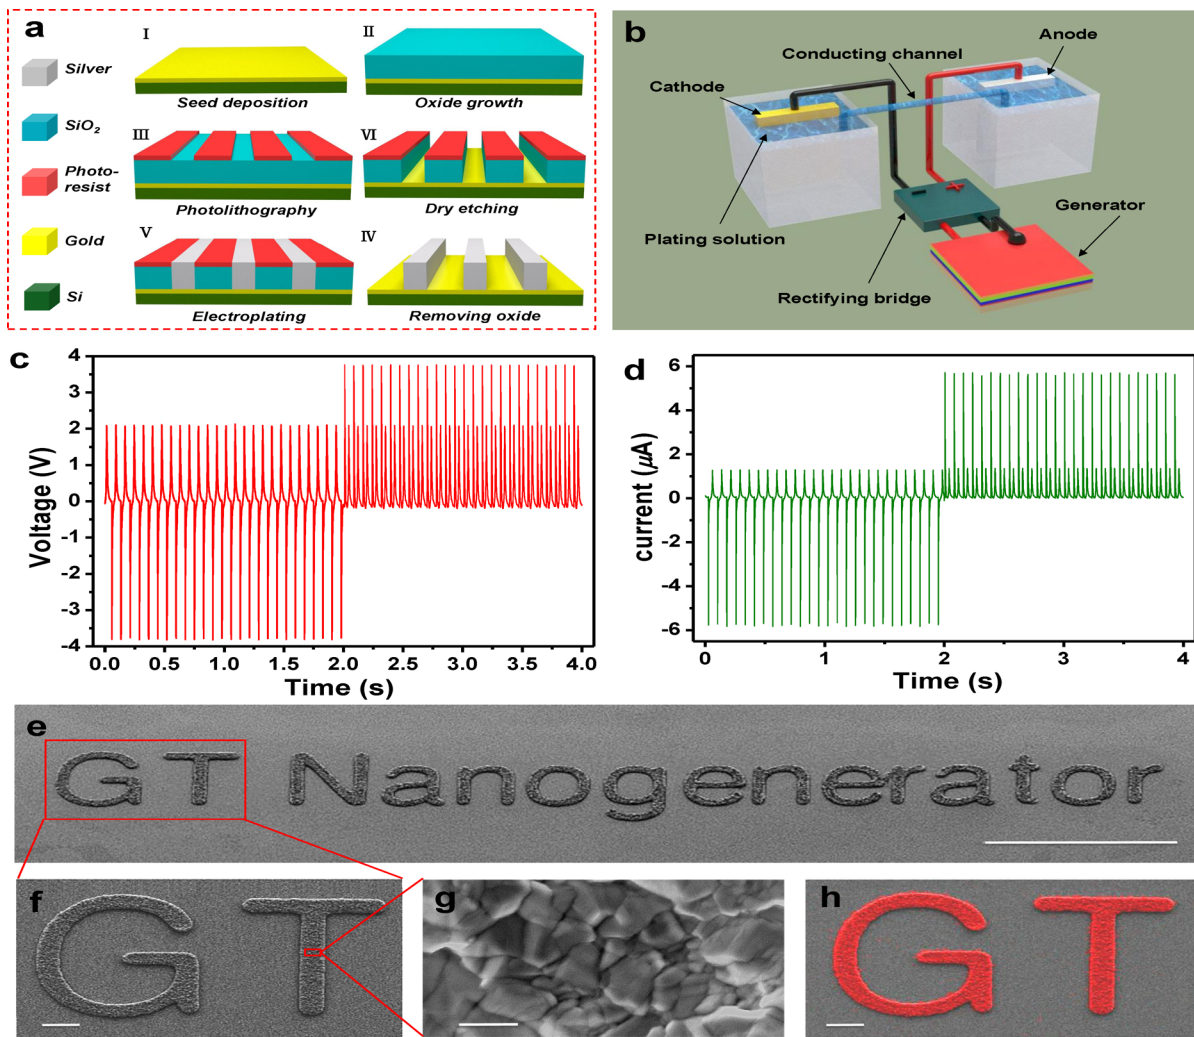 a
Silver
SiO2
Photo-
resist
Gold
Si
I
Seed deposition
II
Oxide growth
III
Photolithography
VI
Dry etching
V
Electroplating
IV
Removing oxide
b
Anode
Conducting channel
Cathode
Plating solution
Generator
Rectifying bridge
- +
c
Voltage (V)
4
3
2
1
0
-1
-2
-3
-4
0.0 0.5 1.0 1.5 2.0 2.5 3.0 3.5 4.0
Time (s)
d
current (μA)
6
4
2
0
-2
-4
-6
0 1 2 3 4
Time (s)
e
GT Nanogenerator
f
GT
g
h
GT